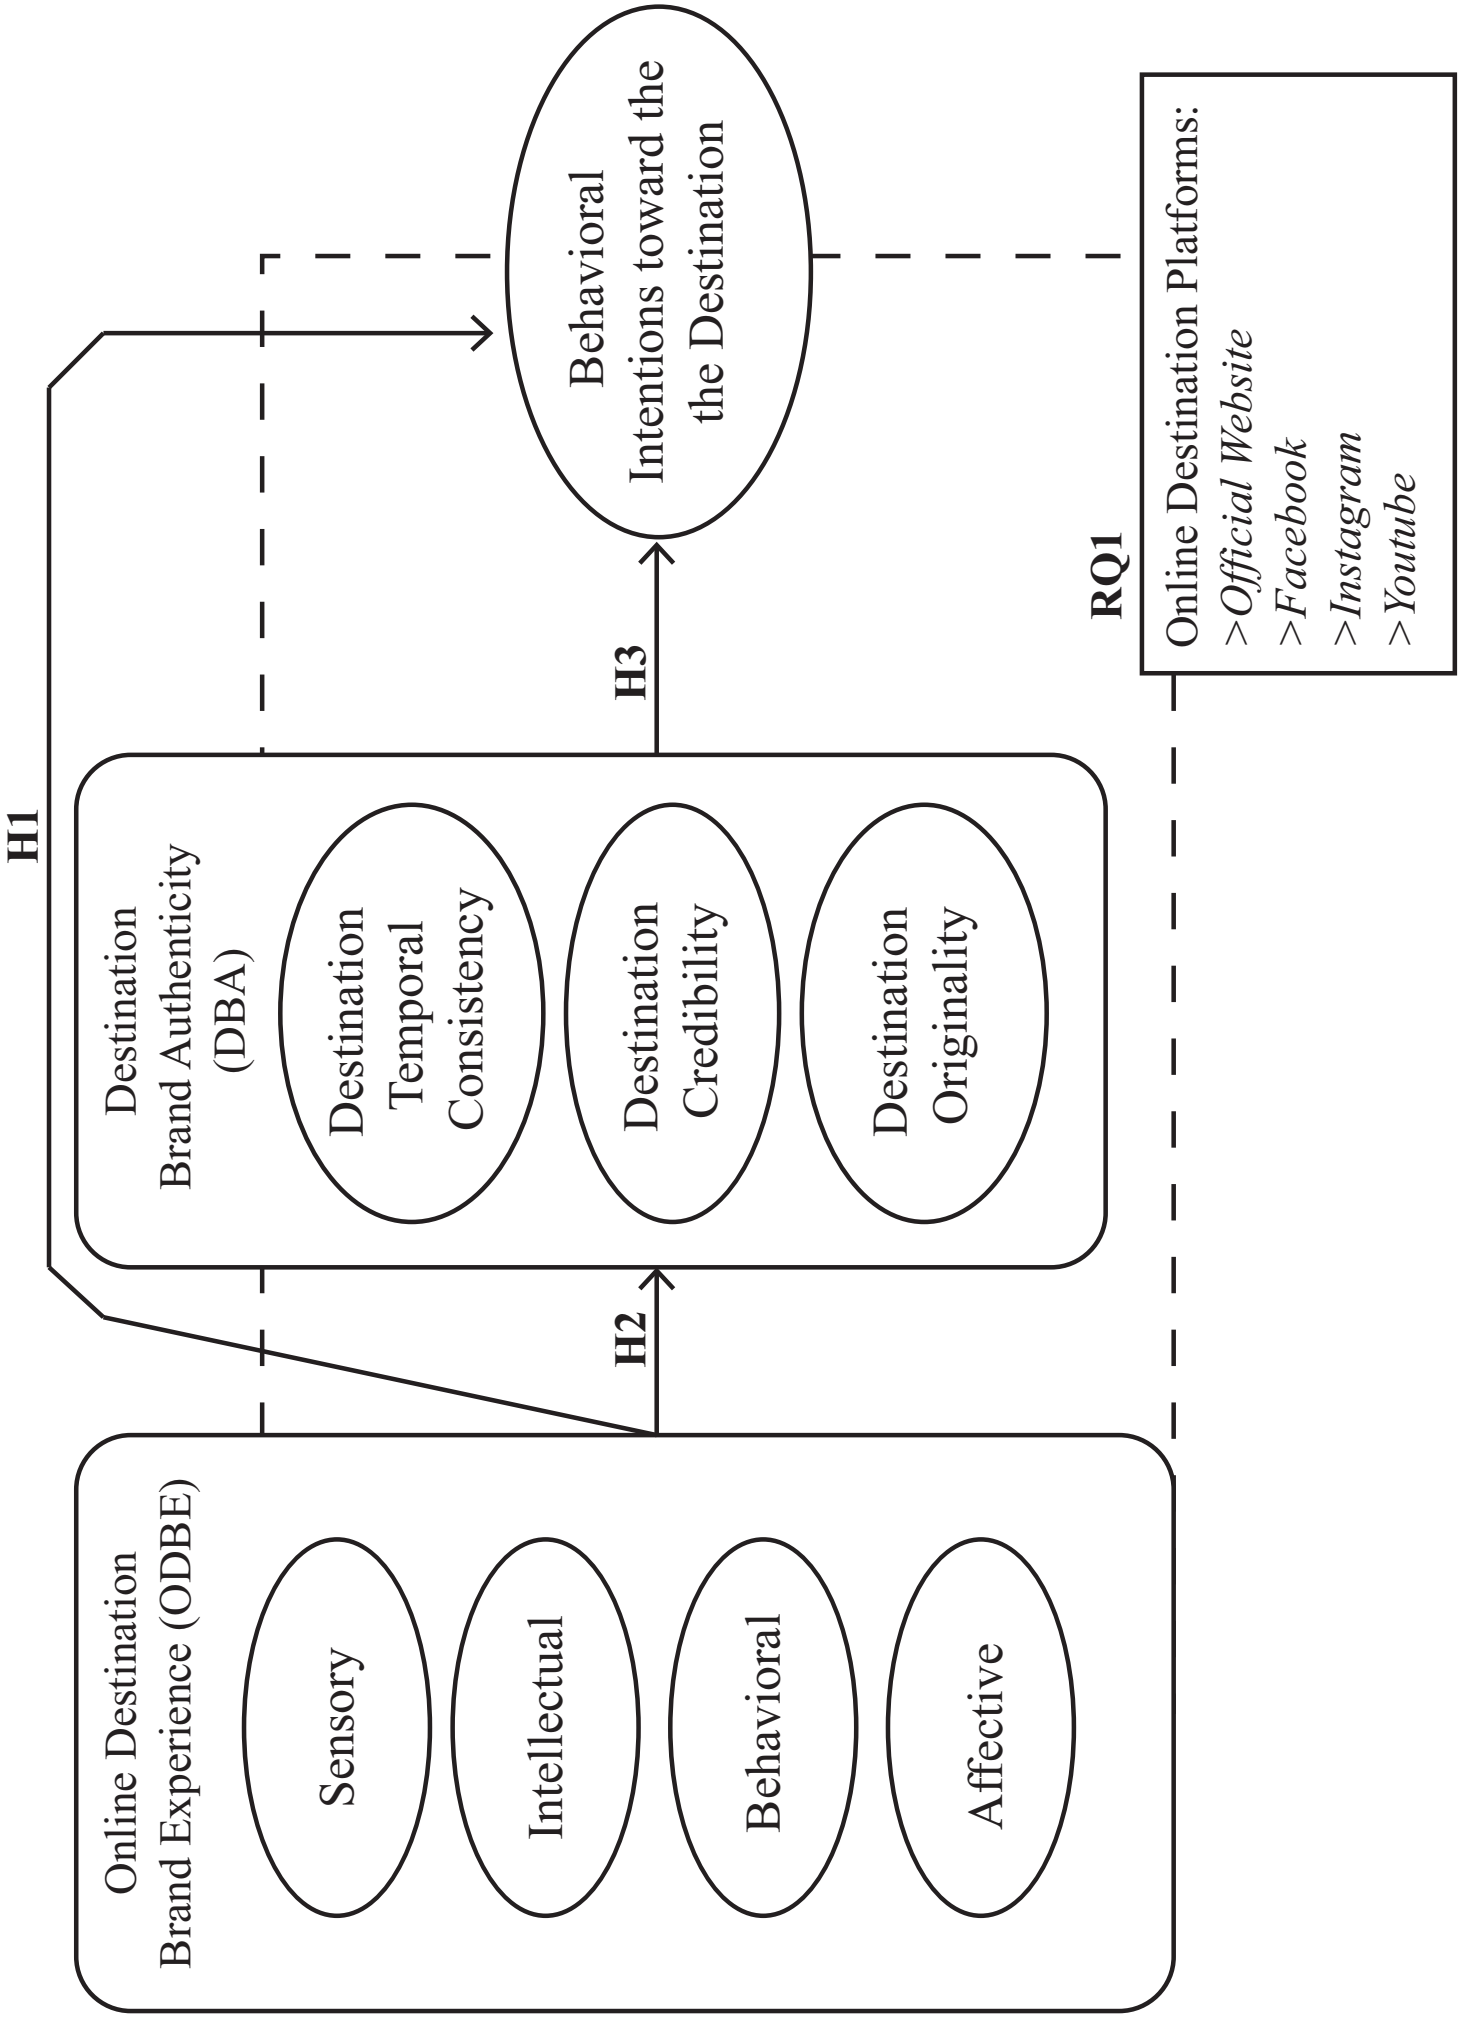 H1
Online Destination
Brand Experience (ODBE)
Sensory
Intellectual
Behavioral
Affective
H2
Destination
Brand Authenticity
(DBA)
Destination
Temporal
Consistency
Destination
Credibility
Destination
Originality
H3
Behavioral
Intentions toward the
the Destination
RQ1
Online Destination Platforms:
>Official Website
>Facebook
>Instagram
>Youtube